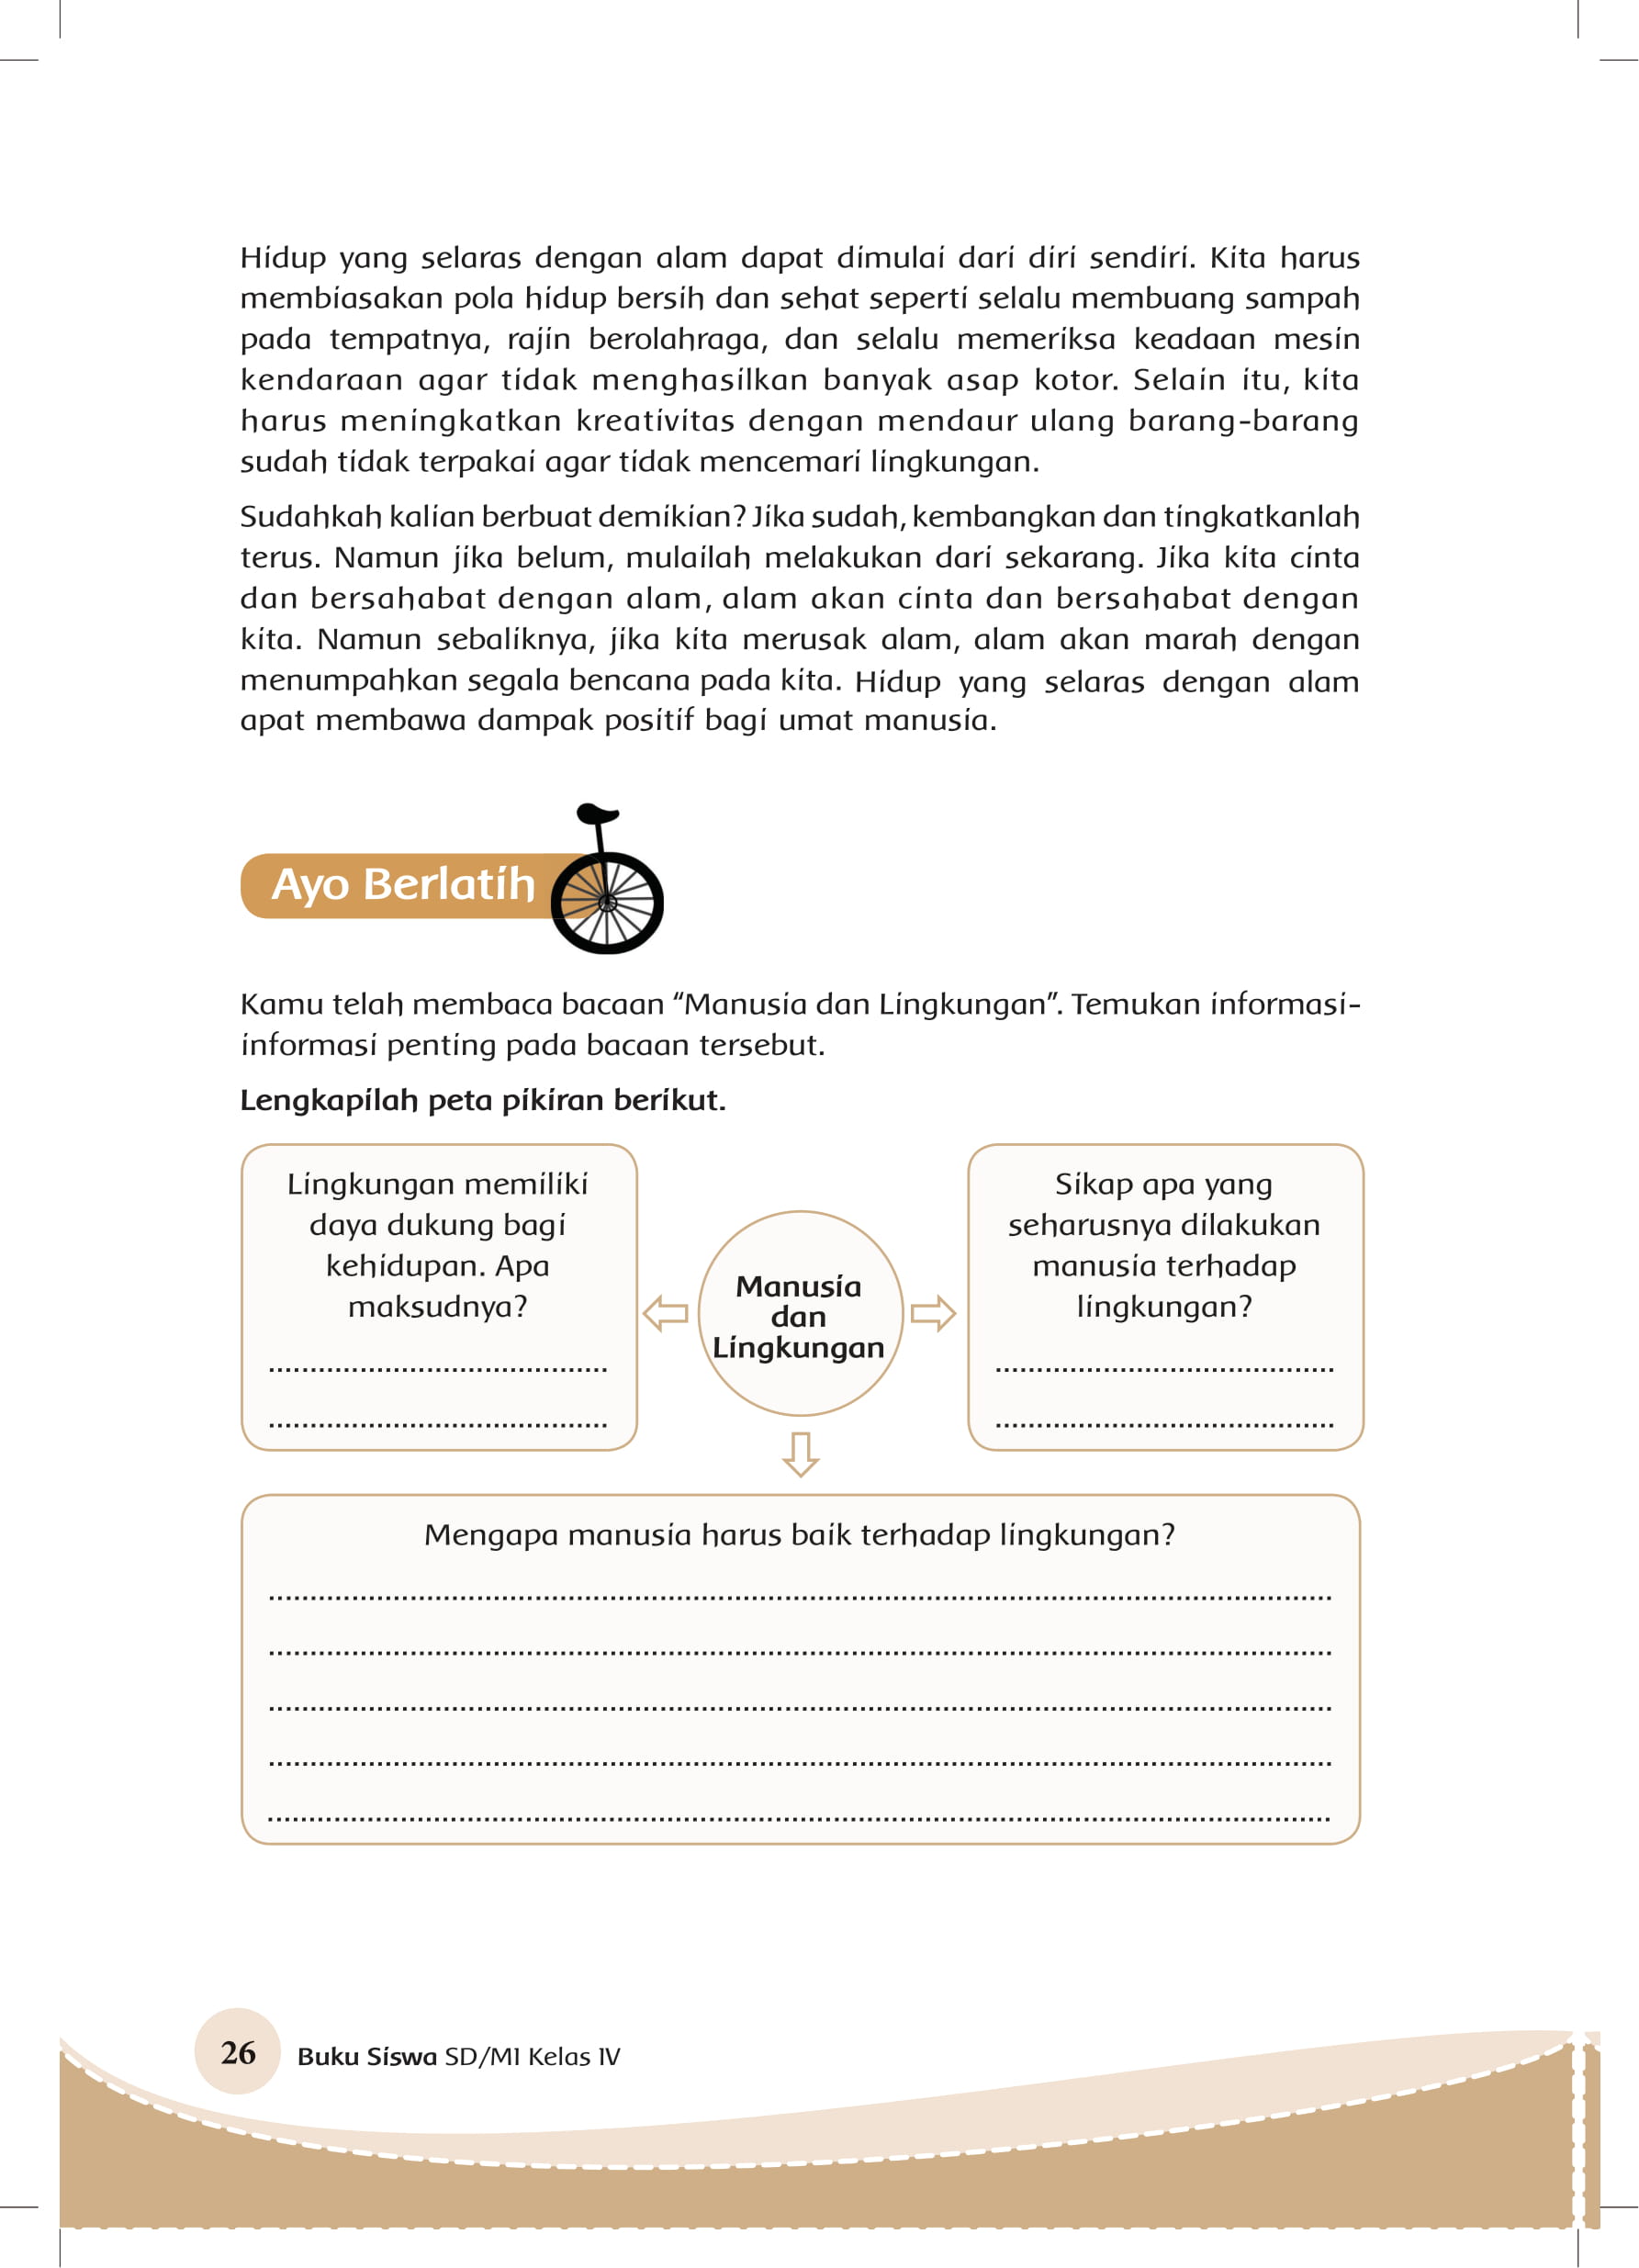 Hidup yang selaras dengan alam dapat dimulai dari diri sendiri. Kita harus
membiasakan pola hidup bersih dan sehat seperti selalu membuang sampah
pada tempatnya, rajin berolahraga, dan selalu memeriksa keadaan mesin
kendaraan agar tidak menghasilkan banyak asap kotor. Selain itu, kita
harus meningkatkan kreativitas dengan mendaur ulang barang-barang
sudah tidak terpakai agar tidak mencemari lingkungan.
Sudahkah kalian berbuat demikian? Jika sudah, kembangkan dan tingkatkanlah
terus. Namun jika belum, mulailah melakukan dari sekarang. Jika kita cinta
dan bersahabat dengan alam, alam akan cinta dan bersahabat dengan
kita. Namun sebaliknya, jika kita merusak alam, alam akan marah dengan
menumpahkan segala bencana pada kita. Hidup yang selaras dengan alam
apat membawa dampak positif bagi umat manusia.
Ayo Berlatih
Kamu telah membaca bacaan “Manusia dan Lingkungan”. Temukan informasi-
informasi penting pada bacaan tersebut.
Lengkapilah peta pikiran berikut.
Lingkungan memiliki
daya dukung bagi
kehidupan. Apa
maksudnya?
Manusia
dan
Lingkungan
Sikap apa yang
seharusnya dilakukan
manusia terhadap
lingkungan?
Mengapa manusia harus baik terhadap lingkungan?
26
Buku Siswa SD/MI Kelas IV